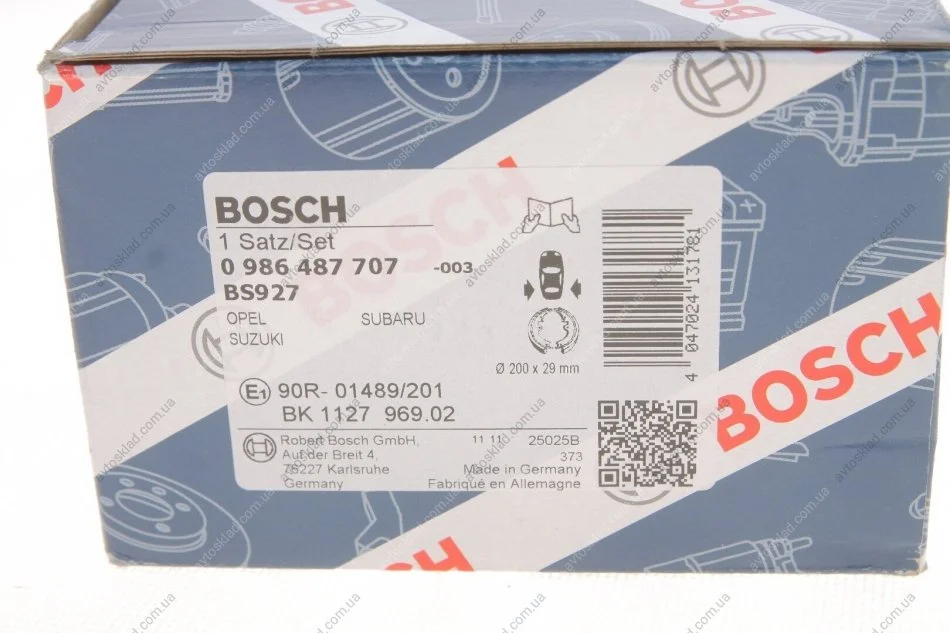 BOSCH
1 Satz/Set
0 986 487 707 -003
BS927
OPEL SUBARU
SUZUKI
Ø 200 x 29 mm
4 047024 131781
E1 90R- 01489/201
BK 1127 969.02
Robert Bosch GmbH, 11 11 25025B
Auf der Breit 4, 373
76227 Karlsruhe Made in Germany
Germany Fabriqué en Allemagne
BOSCH
BOSCH
BOSCH
avtosklad.com.ua